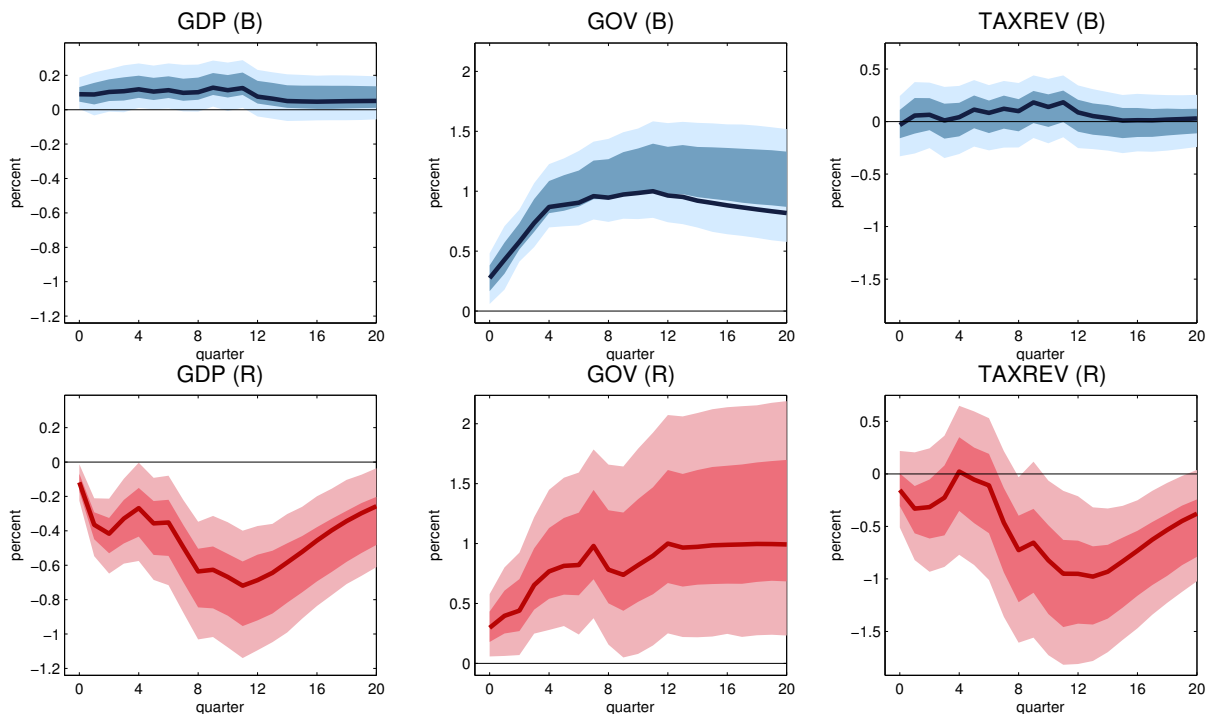 GDP (B)
GOV (B)
TAXREV (B)
percent
0.2
0
−0.2
−0.4
−0.6
−0.8
−1
−1.2
0 4 8 12 16 20
quarter
percent
2
1.5
1
0.5
0
0 4 8 12 16 20
quarter
percent
0.5
0
−0.5
−1
−1.5
0 4 8 12 16 20
quarter
GDP (R)
GOV (R)
TAXREV (R)
percent
0.2
0
−0.2
−0.4
−0.6
−0.8
−1
−1.2
0 4 8 12 16 20
quarter
percent
2
1.5
1
0.5
0
0 4 8 12 16 20
quarter
percent
0.5
0
−0.5
−1
−1.5
0 4 8 12 16 20
quarter